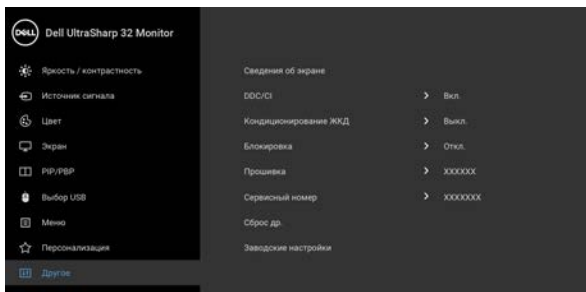 DELL Dell UltraSharp 32 Monitor
Яркость / контрастность
Источник сигнала
Цвет
Экран
PIP/PBP
Выбор USB
Меню
Персонализация
Другое
Сведения об экране
DDC/CI > Вкл.
Кондиционирование ЖКД > Выкл.
Блокировка > Откл.
Прошивка > XXXXXX
Сервисный номер > XXXXXXX
Сброс др.
Заводские настройки